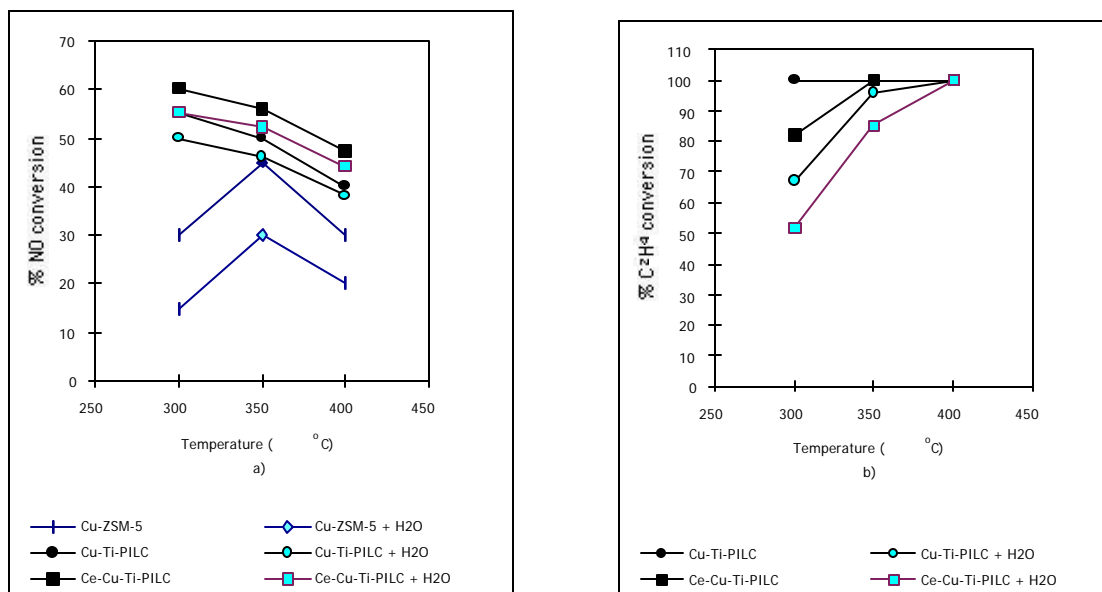 70
60
50
40
30
20
10
0
% NO conversion
250 300 350 400 450
Temperature ( °C)
a)
Cu-ZSM-5 Cu-ZSM-5 + H2O
Cu-Ti-PILC Cu-Ti-PILC + H2O
Ce-Cu-Ti-PILC Ce-Cu-Ti-PILC + H2O
110
100
90
80
70
60
50
40
30
20
10
0
% C²H⁴ conversion
250 300 350 400 450
Temperature ( °C)
b)
Cu-Ti-PILC Cu-Ti-PILC + H2O
Ce-Cu-Ti-PILC Ce-Cu-Ti-PILC + H2O